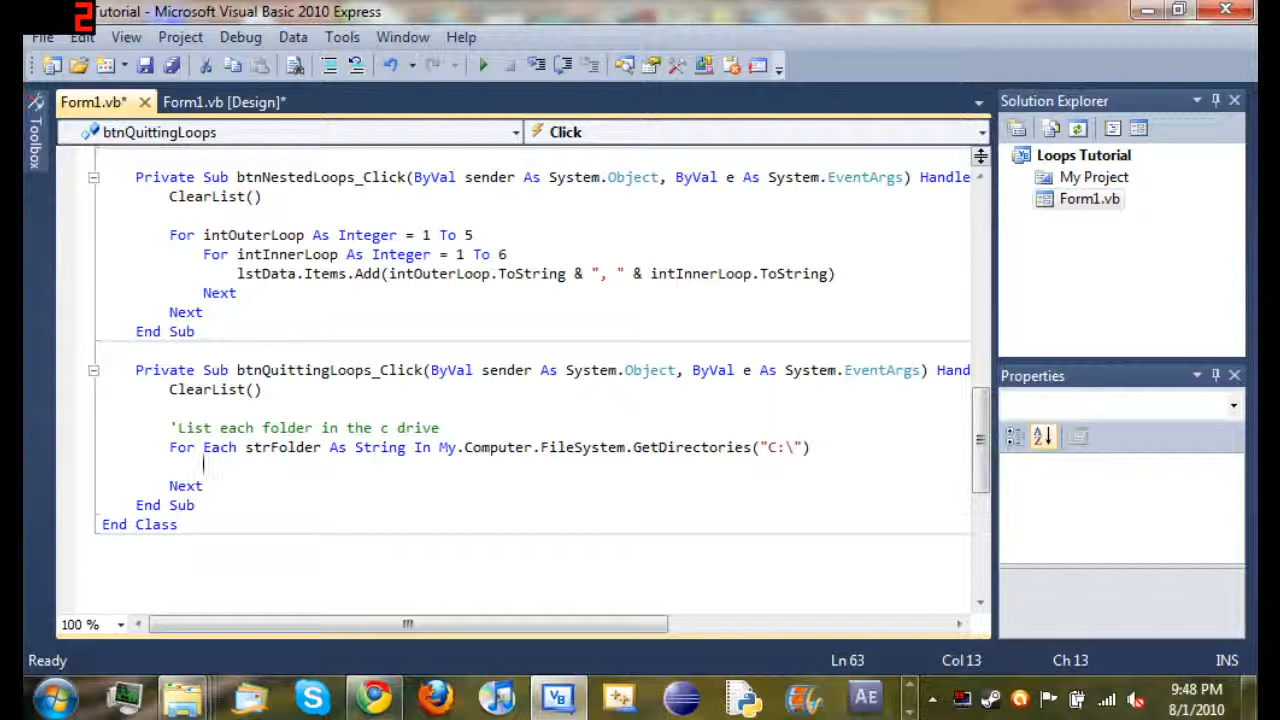 2
Tutorial - Microsoft Visual Basic 2010 Express
File Edit View Project Debug Data Tools Window Help
Form1.vb* Form1.vb [Design]*
Toolbox
btnQuittingLoops Click
Private Sub btnNestedLoops_Click(ByVal sender As System.Object, ByVal e As System.EventArgs) Handle
ClearList()
For intOuterLoop As Integer = 1 To 5
For intInnerLoop As Integer = 1 To 6
lstData.Items.Add(intOuterLoop.ToString & ", " & intInnerLoop.ToString)
Next
Next
End Sub
Private Sub btnQuittingLoops_Click(ByVal sender As System.Object, ByVal e As System.EventArgs) Hand
ClearList()
'List each folder in the c drive
For Each strFolder As String In My.Computer.FileSystem.GetDirectories("C:\")
Next
End Sub
End Class
100 %
Solution Explorer
Loops Tutorial
My Project
Form1.vb
Properties
Ready Ln 63 Col 13 Ch 13 INS
AE
9:48 PM
8/1/2010